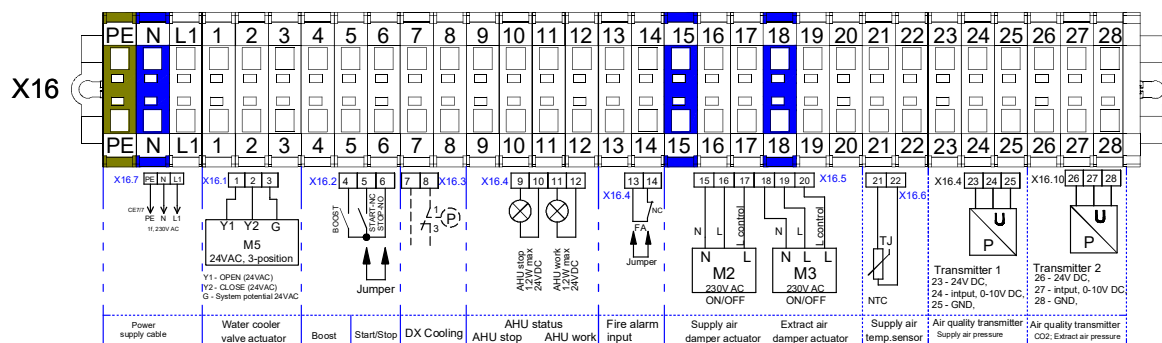 PE N L1 1 2 3 4 5 6 7 8 9 10 11 12 13 14 15 16 17 18 19 20 21 22 23 24 25 26 27 28
X16
PE N L1 1 2 3 4 5 6 7 8 9 10 11 12 13 14 15 16 17 18 19 20 21 22 23 24 25 26 27 28
X16.7
PE N L1
CE7/7
PE N L1
1f, 230V AC
X16.1
1 2 3
Y1 Y2 G
M5
24VAC, 3-position
Y1 - OPEN (24VAC)
Y2 - CLOSE (24VAC)
G - System potential 24VAC
X16.2
4 5 6
BOOST
START-NC
STOP-NO
Jumper
7 8
X16.3
1
3
P
X16.4
9 10 11 12
AHU stop
1,2W max
24VDC
AHU work
1,2W max
24VDC
X16.4
13 14
NC
FA
Jumper
15 16 17 18 19 20
X16.5
N L L control
N L
M2
230V AC
ON/OFF
N L L control
N L L
M3
230V AC
ON/OFF
21 22
X16.6
TJ
NTC
X16.4
23 24 25
U
P
Transmitter 1
23 - 24V DC,
24 - intput, 0-10V DC,
25 - GND,
X16.10
26 27 28
U
P
Transmitter 2
26 - 24V DC,
27 - intput, 0-10V DC,
28 - GND,
Power
supply cable
Water cooler
valve actuator
Boost
Start/Stop
DX Cooling
AHU status
AHU stop AHU work
Fire alarm
input
Supply air
damper actuator
Extract air
damper actuator
Supply air
temp.sensor
Air quality transmitter
Supply air pressure
Air quality transmitter
CO2; Extract air pressure